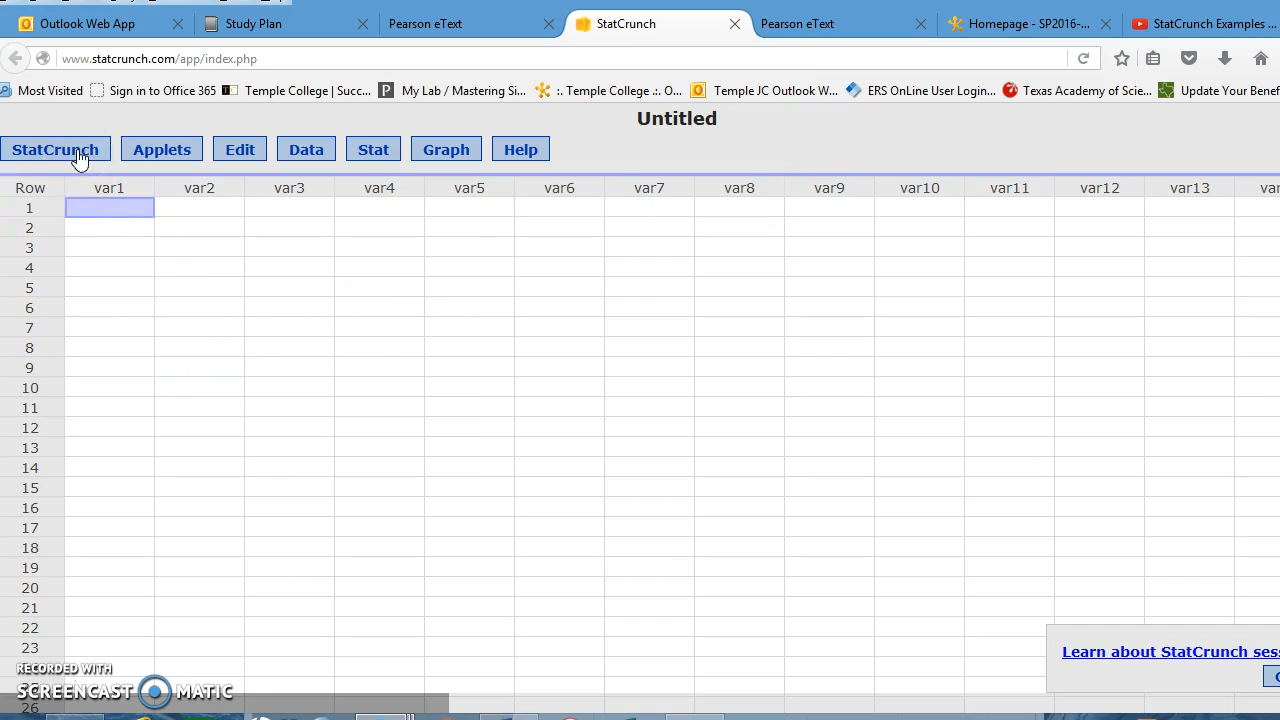 Outlook Web App Study Plan Pearson eText StatCrunch Pearson eText Homepage - SP2016-... StatCrunch Examples ...
www.statcrunch.com/app/index.php
Most Visited Sign in to Office 365 Temple College | Succ... My Lab / Mastering Si... :. Temple College .:. O... Temple JC Outlook W... ERS OnLine User Login... Texas Academy of Scie... Update Your Benef
Untitled
StatCrunch Applets Edit Data Stat Graph Help
Row var1 var2 var3 var4 var5 var6 var7 var8 var9 var10 var11 var12 var13
1
2
3
4
5
6
7
8
9
10
11
12
13
14
15
16
17
18
19
20
21
22
23
Learn about StatCrunch ses
RECORDED WITH
SCREENCAST MATIC
26